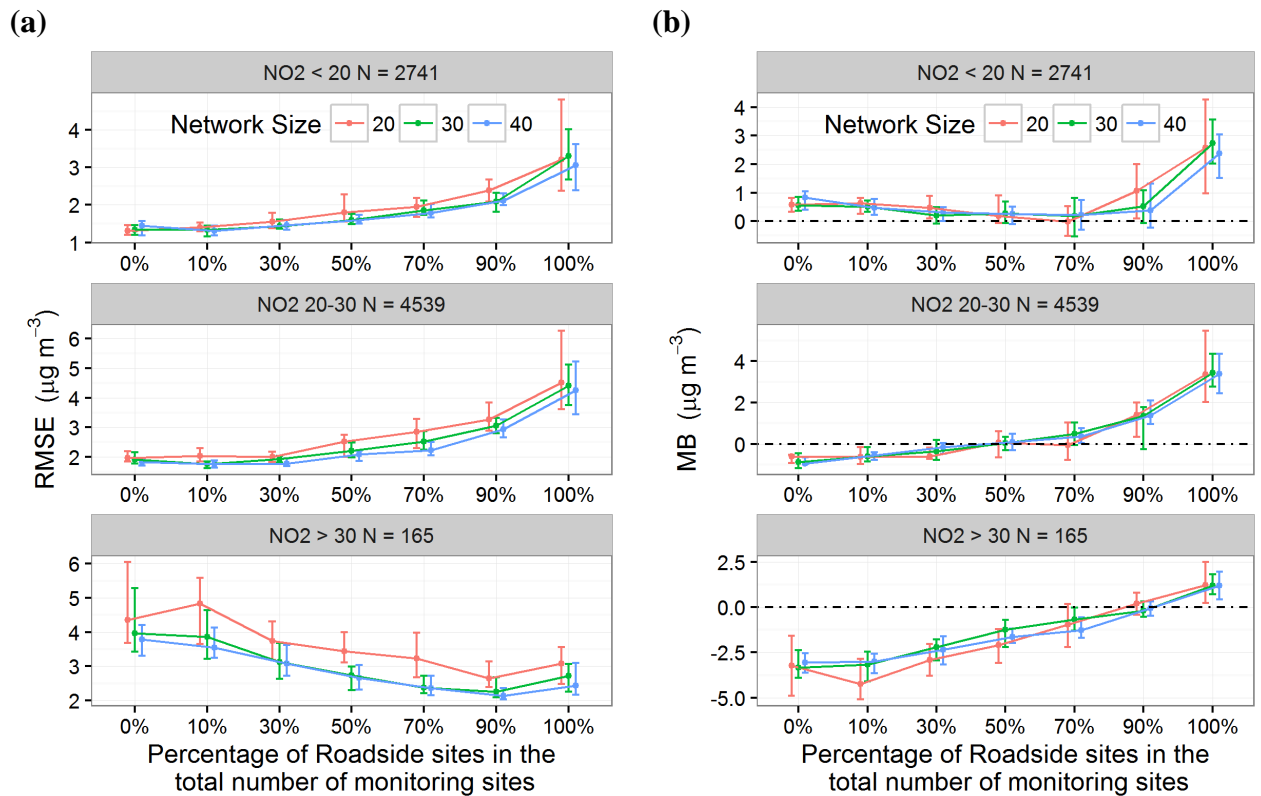 (a)
NO2 < 20 N = 2741
Network Size 20 30 40
4
3
2
1
0% 10% 30% 50% 70% 90% 100%
NO2 20-30 N = 4539
6
5
4
3
2
RMSE (μg m−3)
0% 10% 30% 50% 70% 90% 100%
NO2 > 30 N = 165
6
5
4
3
2
0% 10% 30% 50% 70% 90% 100%
Percentage of Roadside sites in the
total number of monitoring sites
(b)
NO2 < 20 N = 2741
Network Size 20 30 40
4
3
2
1
0
0% 10% 30% 50% 70% 90% 100%
NO2 20-30 N = 4539
4
2
0
MB (μg m−3)
0% 10% 30% 50% 70% 90% 100%
NO2 > 30 N = 165
2.5
0.0
-2.5
-5.0
0% 10% 30% 50% 70% 90% 100%
Percentage of Roadside sites in the
total number of monitoring sites